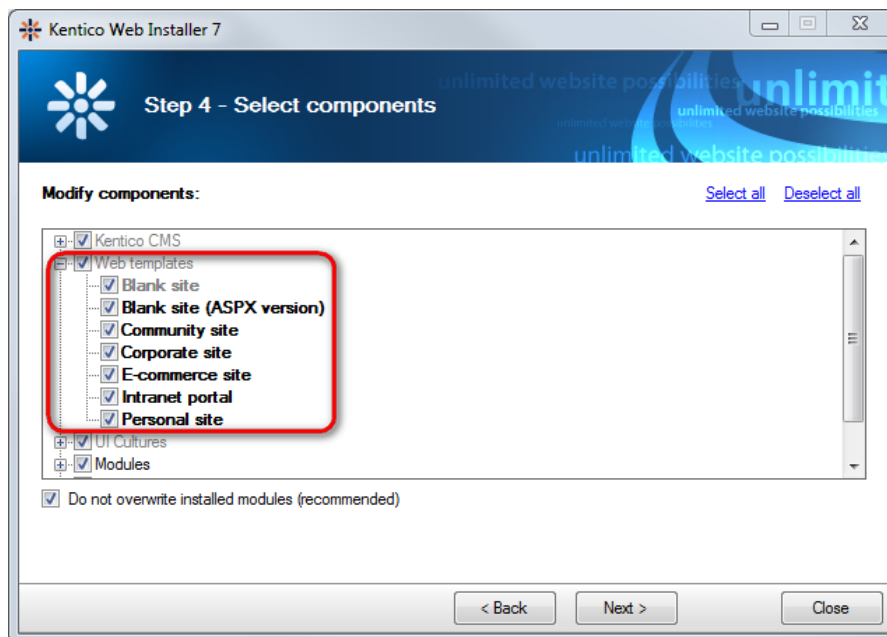 Kentico Web Installer 7
unlimited website possibilities
unlimit
Step 4 - Select components
unlimited website possibilities
unlimited website possibilities
unlimited website possibilities
Modify components:
Select all
Deselect all
Kentico CMS
Web templates
Blank site
Blank site (ASPX version)
Community site
Corporate site
E-commerce site
Intranet portal
Personal site
UI Cultures
Modules
Do not overwrite installed modules (recommended)
< Back
Next >
Close